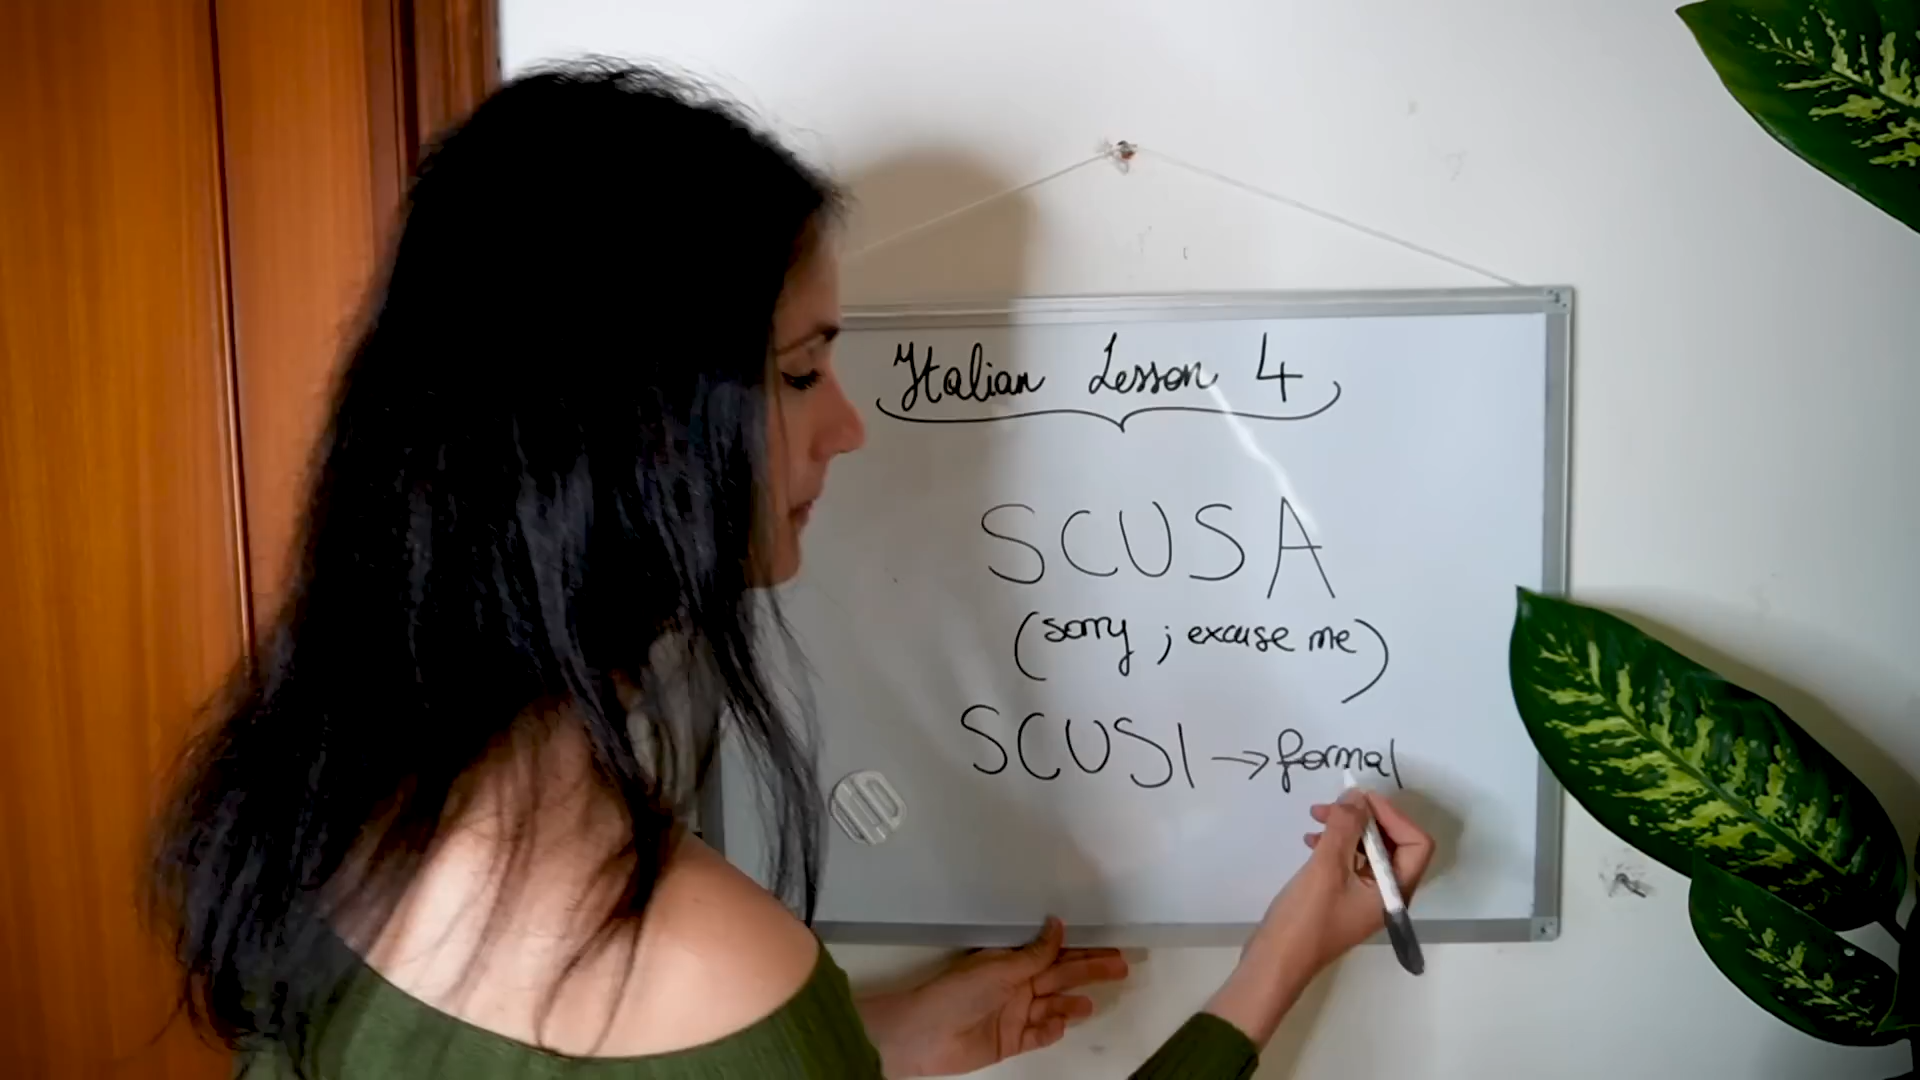 Italian Lesson 4
SCUSA
(sorry ; excuse me)
SCUSI → formal